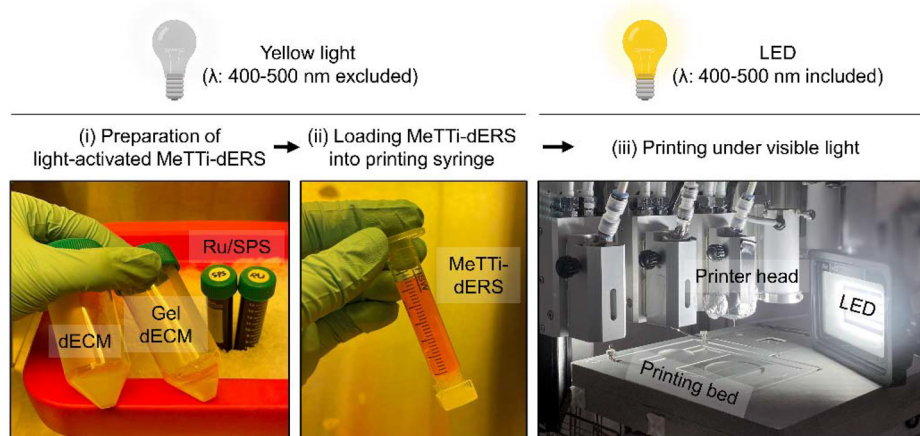 Yellow light
(λ: 400-500 nm excluded)
LED
(λ: 400-500 nm included)
(i) Preparation of
light-activated MeTTi-dERS
(ii) Loading MeTTi-dERS
into printing syringe
(iii) Printing under visible light
Ru/SPS
SPS
RU
dECM
Gel
dECM
MeTTi-
dERS
Printer head
LED
Printing bed